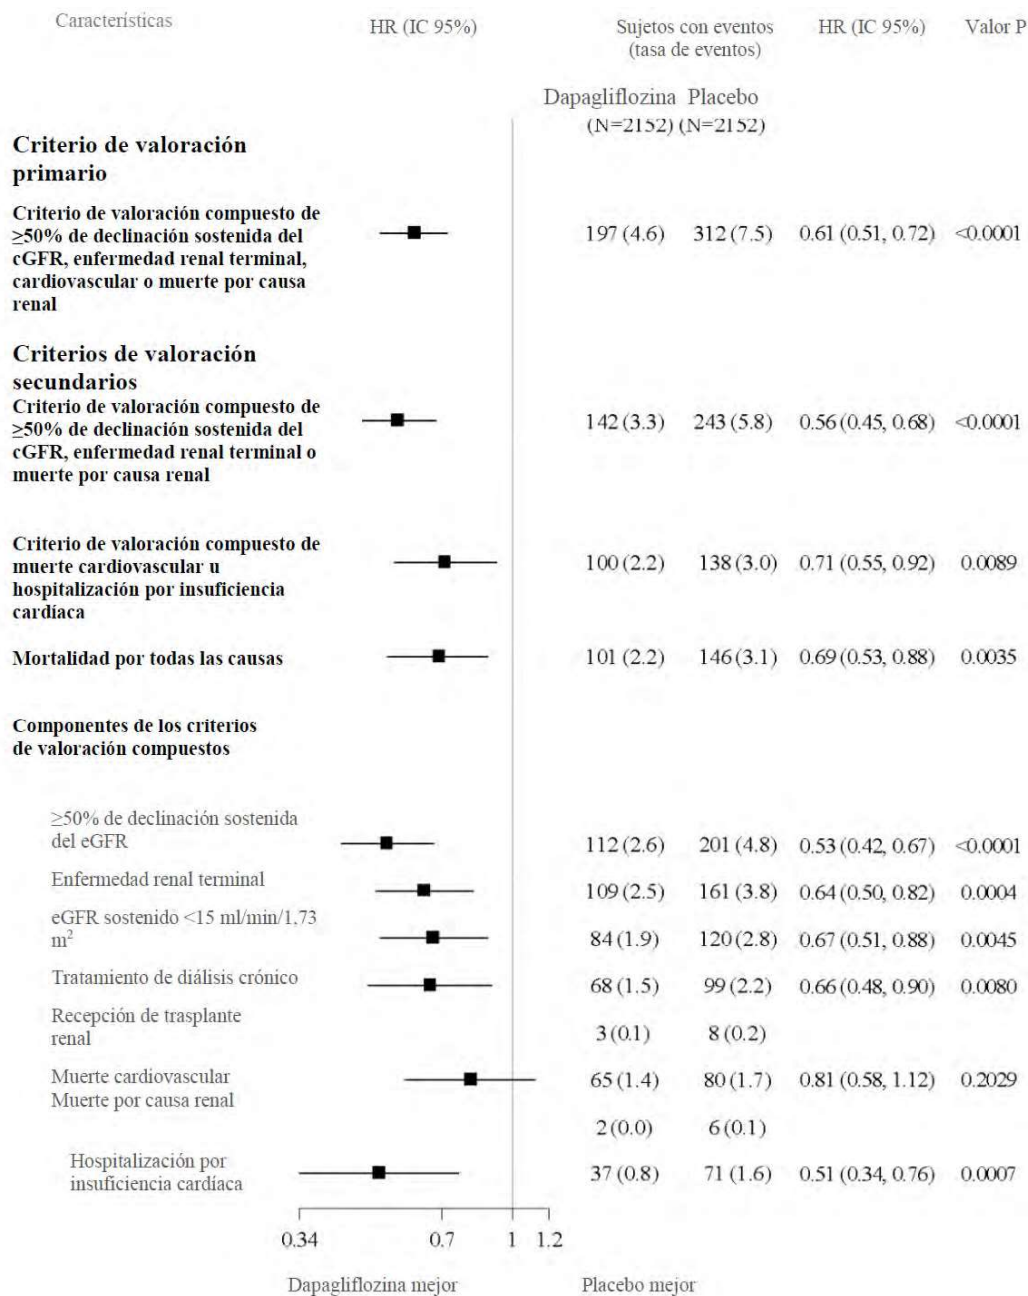 Características HR (IC 95%) Sujetos con eventos HR (IC 95%) Valor P
(tasa de eventos)
Dapagliflozina Placebo
(N=2152) (N=2152)
Criterio de valoración
primario
Criterio de valoración compuesto de
≥50% de declinación sostenida del 197 (4.6) 312 (7.5) 0.61 (0.51, 0.72) <0.0001
cGFR, enfermedad renal terminal,
cardiovascular o muerte por causa
renal
Criterios de valoración
secundarios
Criterio de valoración compuesto de
≥50% de declinación sostenida del 142 (3.3) 243 (5.8) 0.56 (0.45, 0.68) <0.0001
cGFR, enfermedad renal terminal o
muerte por causa renal
Criterio de valoración compuesto de
muerte cardiovascular u 100 (2.2) 138 (3.0) 0.71 (0.55, 0.92) 0.0089
hospitalización por insuficiencia
cardíaca
Mortalidad por todas las causas 101 (2.2) 146 (3.1) 0.69 (0.53, 0.88) 0.0035
Componentes de los criterios
de valoración compuestos
≥50% de declinación sostenida
del eGFR 112 (2.6) 201 (4.8) 0.53 (0.42, 0.67) <0.0001
Enfermedad renal terminal 109 (2.5) 161 (3.8) 0.64 (0.50, 0.82) 0.0004
eGFR sostenido <15 ml/min/1,73
m² 84 (1.9) 120 (2.8) 0.67 (0.51, 0.88) 0.0045
Tratamiento de diálisis crónico 68 (1.5) 99 (2.2) 0.66 (0.48, 0.90) 0.0080
Recepción de trasplante
renal 3 (0.1) 8 (0.2)
Muerte cardiovascular 65 (1.4) 80 (1.7) 0.81 (0.58, 1.12) 0.2029
Muerte por causa renal
2 (0.0) 6 (0.1)
Hospitalización por
insuficiencia cardíaca 37 (0.8) 71 (1.6) 0.51 (0.34, 0.76) 0.0007
0.34 0.7 1 1.2
Dapagliflozina mejor Placebo mejor